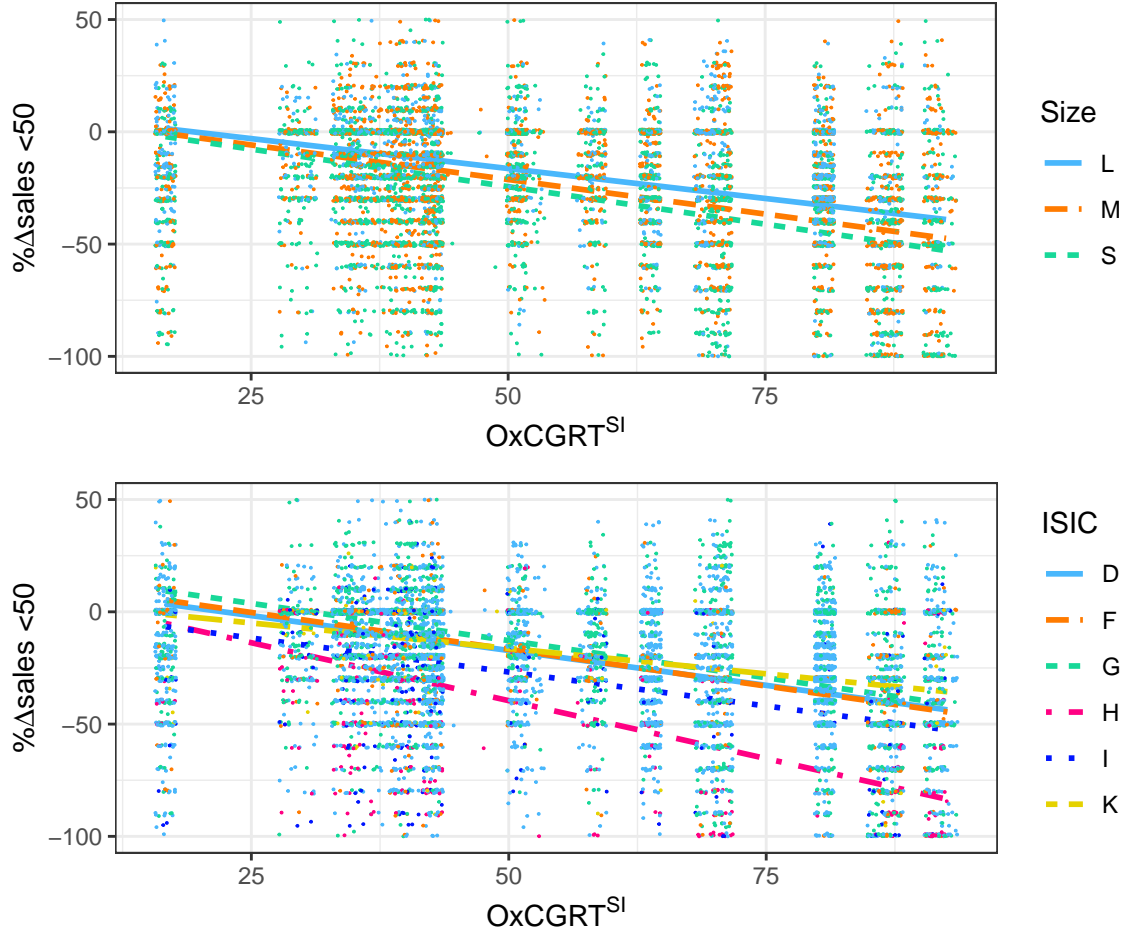 %Δsales <50
50
0
−50
−100
25
50
75
OxCGRT^SI
Size
L
M
S
%Δsales <50
50
0
−50
−100
25
50
75
OxCGRT^SI
ISIC
D
F
G
H
I
K